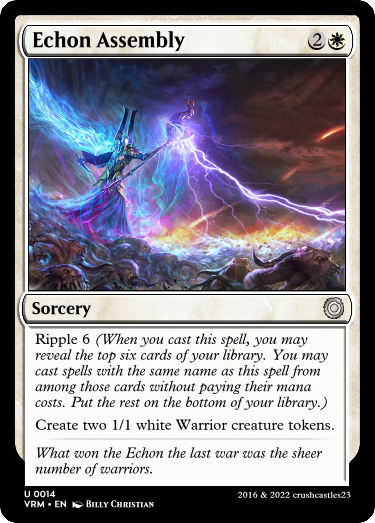 Echon Assembly 2
Sorcery
Ripple 6 (When you cast this spell, you may
reveal the top six cards of your library. You may
cast spells with the same name as this spell from
among those cards without paying their mana
costs. Put the rest on the bottom of your library.)
Create two 1/1 white Warrior creature tokens.
What won the Echon the last war was the sheer
number of warriors.
U 0014
VRM • EN Billy Christian
2016 & 2022 crushcastles23